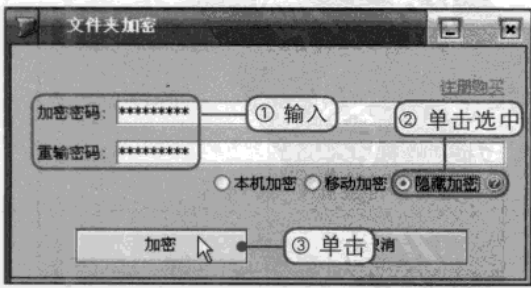 文件夹加密
注册购买
加密密码: *********
① 输入
② 单击选中
重输密码: *********
本机加密 移动加密 隐藏加密
加密
③ 单击
消